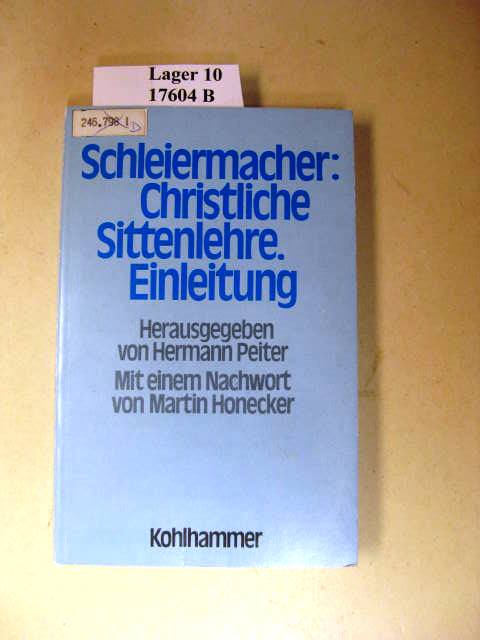 Lager 10
17604 B
246.798 I D
Schleiermacher:
Christliche
Sittenlehre.
Einleitung
Herausgegeben
von Hermann Peiter
Mit einem Nachwort
von Martin Honecker
Kohlhammer